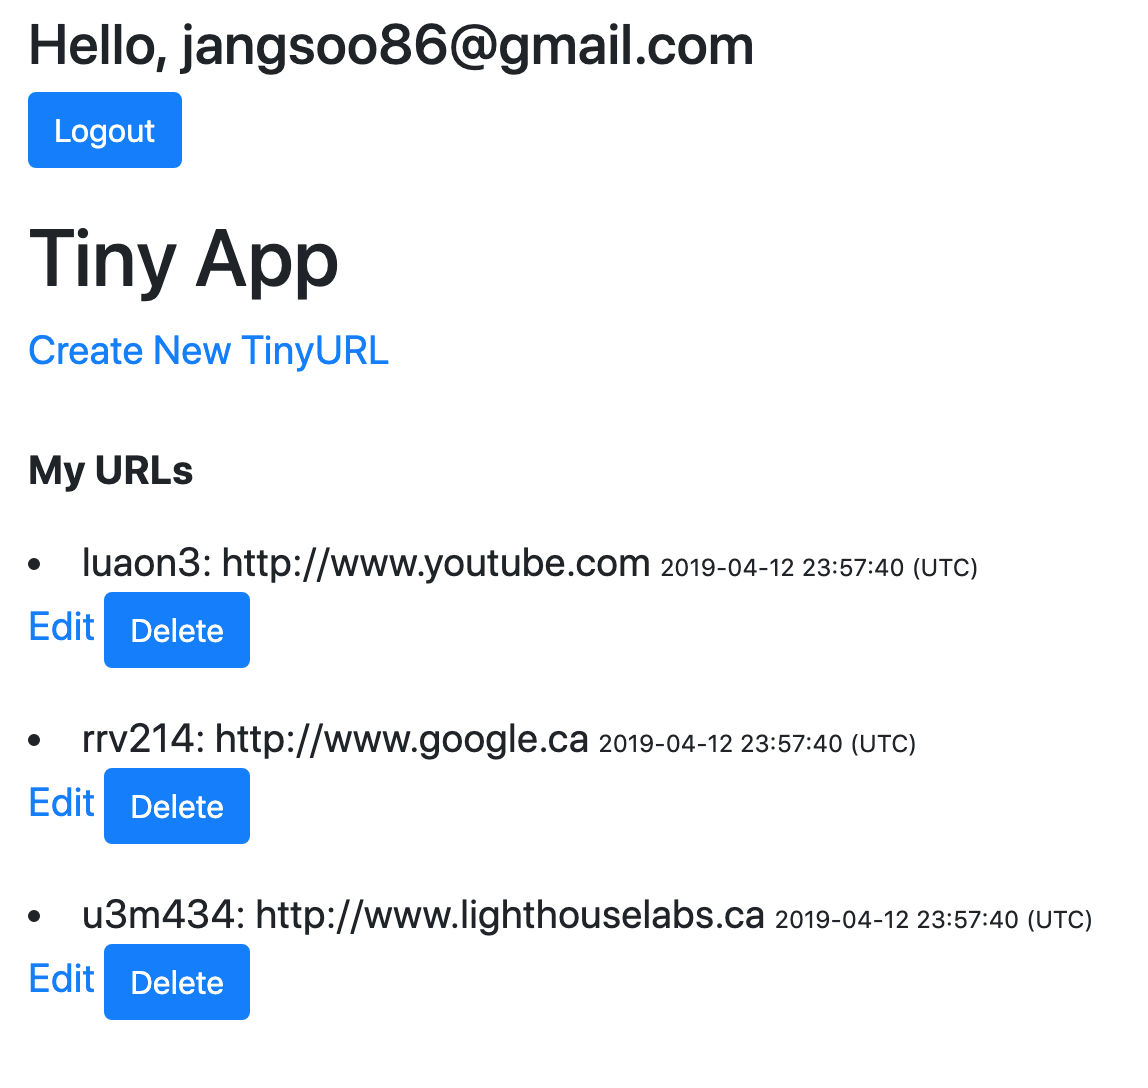 Hello, jangsoo86@gmail.com
Logout
Tiny App
Create New TinyURL
My URLs
• luaon3: http://www.youtube.com 2019-04-12 23:57:40 (UTC)
Edit Delete
• rrv214: http://www.google.ca 2019-04-12 23:57:40 (UTC)
Edit Delete
• u3m434: http://www.lighthouselabs.ca 2019-04-12 23:57:40 (UTC)
Edit Delete